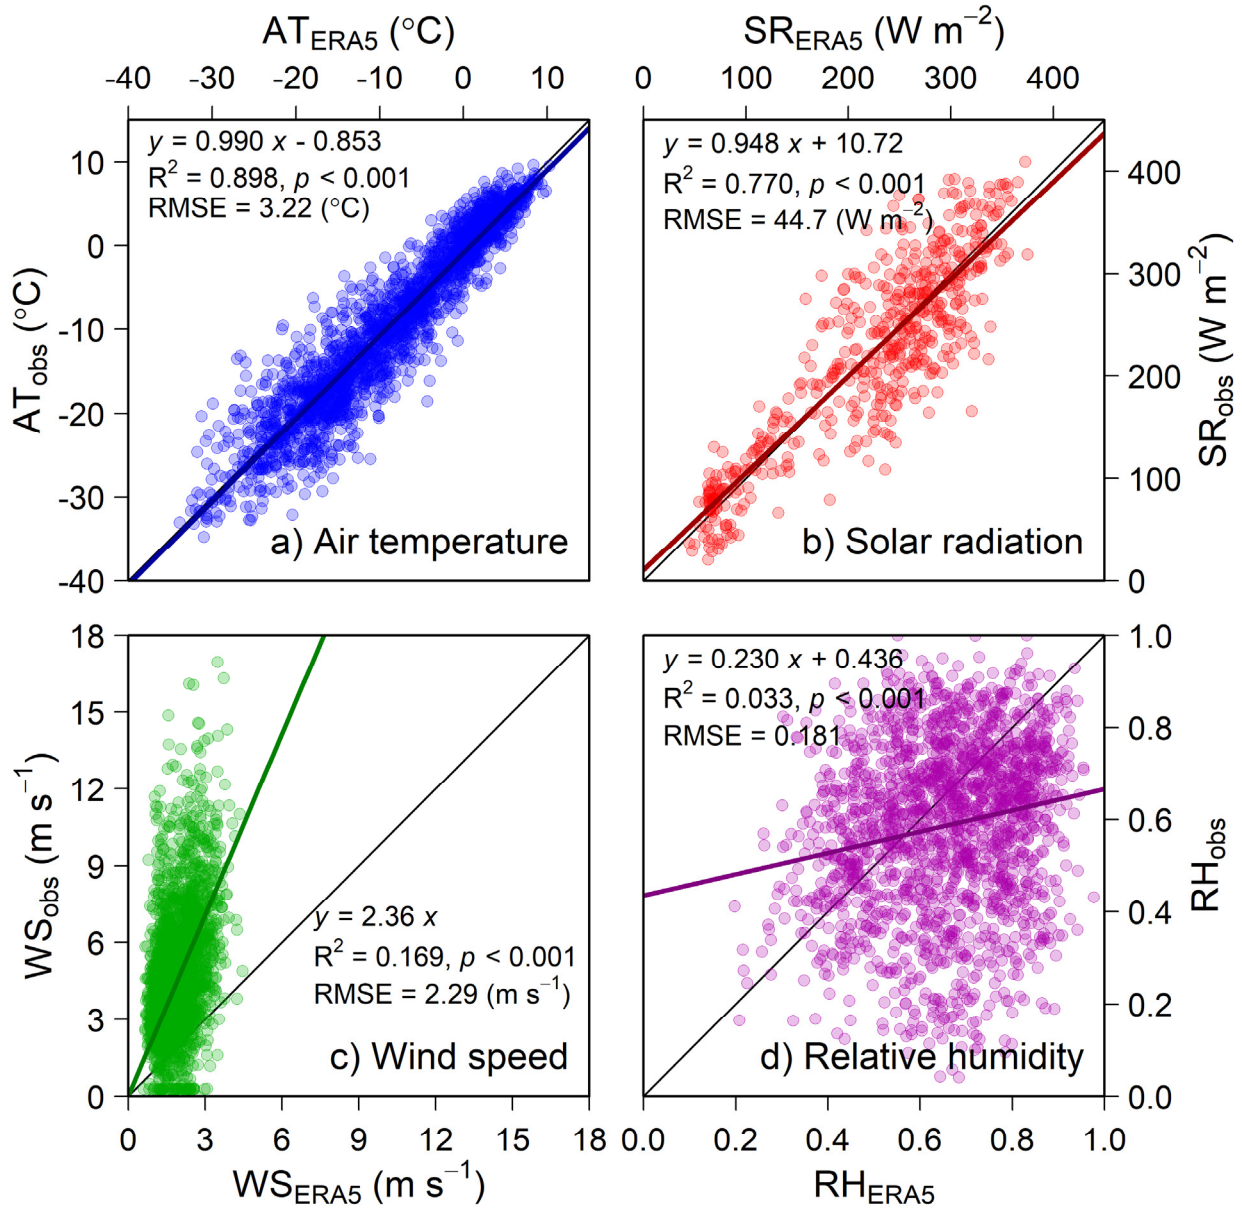 AT_ERA5 (°C)
-40 -30 -20 -10 0 10
AT_obs (°C)
10
0
-10
-20
-30
-40
y = 0.990 x - 0.853
R² = 0.898, p < 0.001
RMSE = 3.22 (°C)
a) Air temperature
SR_ERA5 (W m⁻²)
0 100 200 300 400
y = 0.948 x + 10.72
R² = 0.770, p < 0.001
RMSE = 44.7 (W m⁻²)
b) Solar radiation
400
300
200
100
0
SR_obs (W m⁻²)
WS_obs (m s⁻¹)
18
15
12
9
6
3
0
y = 2.36 x
R² = 0.169, p < 0.001
RMSE = 2.29 (m s⁻¹)
c) Wind speed
0 3 6 9 12 15 18
WS_ERA5 (m s⁻¹)
y = 0.230 x + 0.436
R² = 0.033, p < 0.001
RMSE = 0.181
d) Relative humidity
1.0
0.8
0.6
0.4
0.2
0.0
RH_obs
0.0 0.2 0.4 0.6 0.8 1.0
RH_ERA5